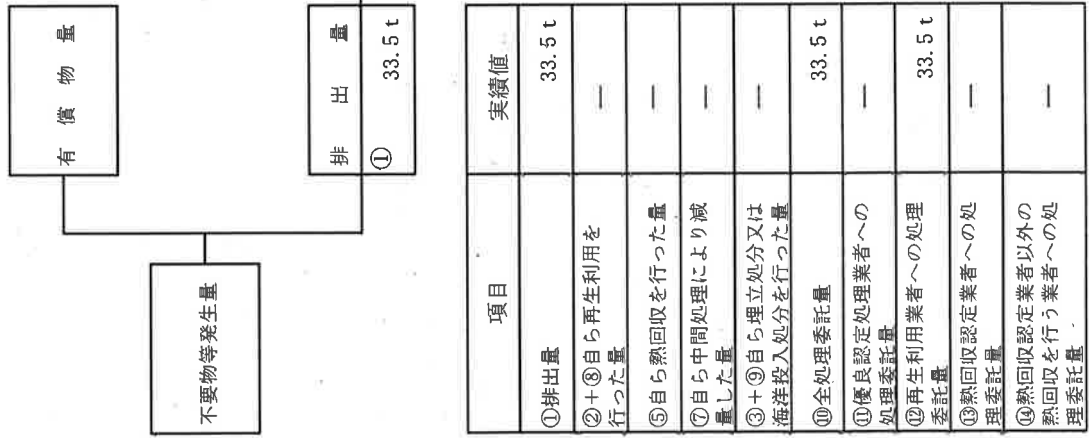 有償物量
不要物等発生量
排出量
①
33.5 t
項目 実績値
①排出量 33.5 t
②+⑧自ら再生利用を
行った量 ―
⑤自ら熱回収を行った量 ―
⑦自ら中間処理により減
量した量 ―
③+⑨自ら埋立処分又は
海洋投入処分を行った量 ―
⑩全処理委託量 33.5 t
⑪優良認定処理業者への
処理委託量 ―
⑫再生利用業者への処理
委託量 33.5 t
⑬熱回収認定業者への処
理委託量 ―
⑭熱回収認定業者以外の
熱回収を行う業者への処
理委託量 ―